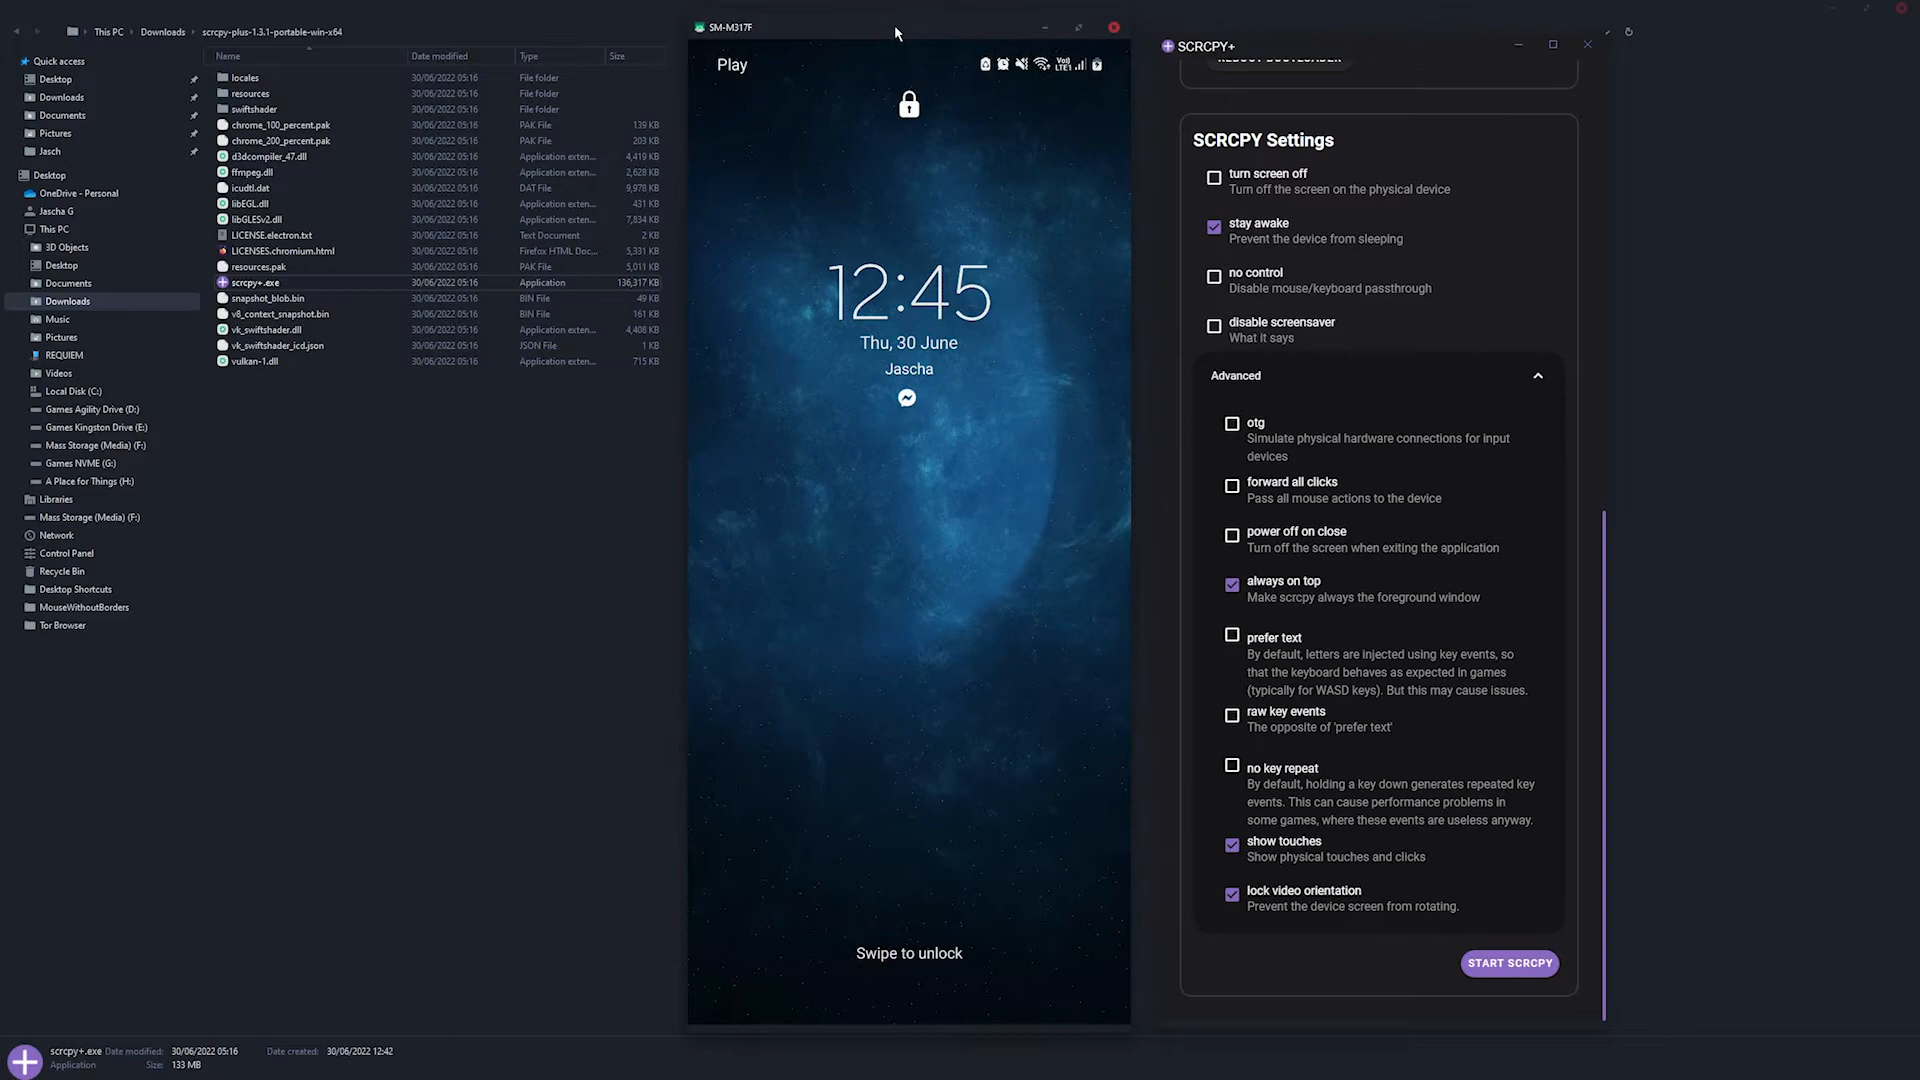 This PC
Downloads
scrcpy-plus-1.3.1-portable-win-x64
Quick access
Desktop
Downloads
Documents
Pictures
Jasch
Desktop
OneDrive - Personal
Jascha G
This PC
3D Objects
Desktop
Documents
Downloads
Music
Pictures
REQUIEM
Videos
Local Disk (C:)
Games Agility Drive (D:)
Games Kingston Drive (E:)
Mass Storage (Media) (F:)
Games NVME (G:)
A Place for Things (H:)
Libraries
Mass Storage (Media) (F:)
Network
Control Panel
Recycle Bin
Desktop Shortcuts
MouseWithoutBorders
Tor Browser
Name Date modified Type Size
locales 30/06/2022 05:16 File folder
resources 30/06/2022 05:16 File folder
swiftshader 30/06/2022 05:16 File folder
chrome_100_percent.pak 30/06/2022 05:16 PAK File 139 KB
chrome_200_percent.pak 30/06/2022 05:16 PAK File 203 KB
d3dcompiler_47.dll 30/06/2022 05:16 Application exten... 4,419 KB
ffmpeg.dll 30/06/2022 05:16 Application exten... 2,628 KB
icudtl.dat 30/06/2022 05:16 DAT File 9,978 KB
libEGL.dll 30/06/2022 05:16 Application exten... 431 KB
libGLESv2.dll 30/06/2022 05:16 Application exten... 7,834 KB
LICENSE.electron.txt 30/06/2022 05:16 Text Document 2 KB
LICENSES.chromium.html 30/06/2022 05:16 Firefox HTML Doc... 5,331 KB
resources.pak 30/06/2022 05:16 PAK File 5,011 KB
scrcpy+.exe 30/06/2022 05:16 Application 136,317 KB
snapshot_blob.bin 30/06/2022 05:16 BIN File 49 KB
v8_context_snapshot.bin 30/06/2022 05:16 BIN File 161 KB
vk_swiftshader.dll 30/06/2022 05:16 Application exten... 4,408 KB
vk_swiftshader_icd.json 30/06/2022 05:16 JSON File 1 KB
vulkan-1.dll 30/06/2022 05:16 Application exten... 715 KB
scrcpy+.exe Date modified: 30/06/2022 05:16 Date created: 30/06/2022 12:42
Application Size: 133 MB
SM-M317F
Play
Vo))
LTE1
12:45
Thu, 30 June
Jascha
Swipe to unlock
SCRCPY+
REBOOT BOOTLOADER
SCRCPY Settings
turn screen off
Turn off the screen on the physical device
stay awake
Prevent the device from sleeping
no control
Disable mouse/keyboard passthrough
disable screensaver
What it says
Advanced
otg
Simulate physical hardware connections for input
devices
forward all clicks
Pass all mouse actions to the device
power off on close
Turn off the screen when exiting the application
always on top
Make scrcpy always the foreground window
prefer text
By default, letters are injected using key events, so
that the keyboard behaves as expected in games
(typically for WASD keys). But this may cause issues.
raw key events
The opposite of 'prefer text'
no key repeat
By default, holding a key down generates repeated key
events. This can cause performance problems in
some games, where these events are useless anyway.
show touches
Show physical touches and clicks
lock video orientation
Prevent the device screen from rotating.
START SCRCPY